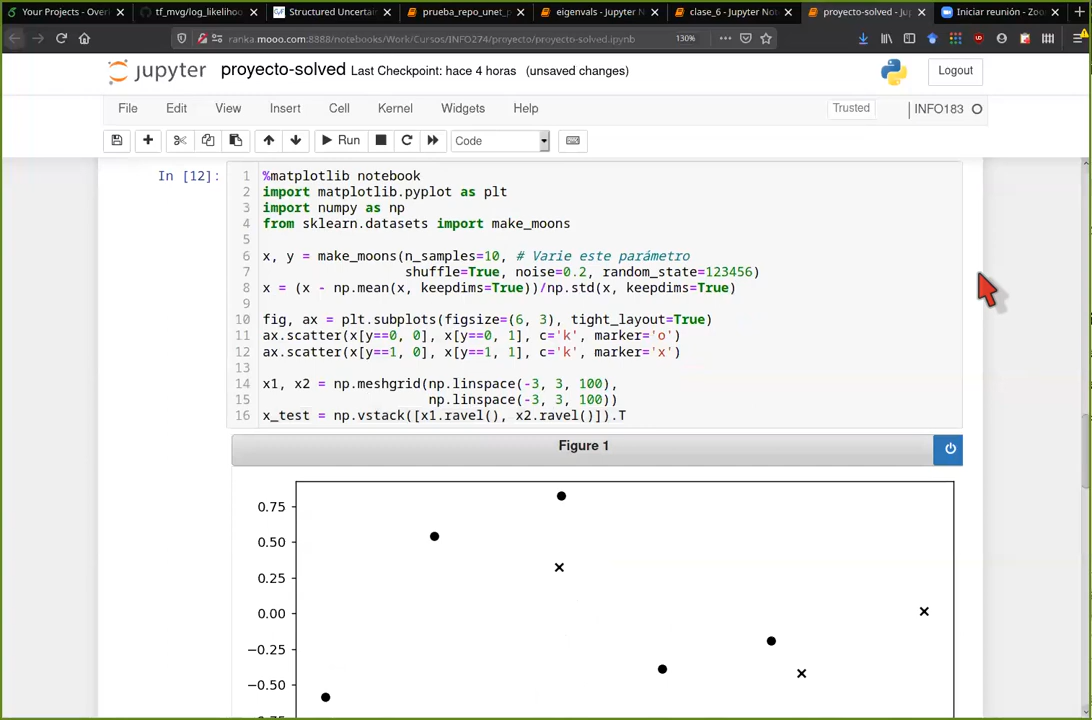 Your Projects - Overl
tf_mvg/log_likelihoo
Structured Uncertain
prueba_repo_unet_p
eigenvals - Jupyter N
clase_6 - Jupyter Not
proyecto-solved - Ju
Iniciar reunión - Zoo
ranka.mooo.com:8888/notebooks/Work/Cursos/INFO274/proyecto/proyecto-solved.ipynb
130%
jupyter proyecto-solved Last Checkpoint: hace 4 horas (unsaved changes)
Logout
File Edit View Insert Cell Kernel Widgets Help
Trusted
INFO183
Run
Code
In [12]:
1 %matplotlib notebook
2 import matplotlib.pyplot as plt
3 import numpy as np
4 from sklearn.datasets import make_moons
5
6 x, y = make_moons(n_samples=10, # Varie este parámetro
7 shuffle=True, noise=0.2, random_state=123456)
8 x = (x - np.mean(x, keepdims=True))/np.std(x, keepdims=True)
9
10 fig, ax = plt.subplots(figsize=(6, 3), tight_layout=True)
11 ax.scatter(x[y==0, 0], x[y==0, 1], c='k', marker='o')
12 ax.scatter(x[y==1, 0], x[y==1, 1], c='k', marker='x')
13
14 x1, x2 = np.meshgrid(np.linspace(-3, 3, 100),
15 np.linspace(-3, 3, 100))
16 x_test = np.vstack([x1.ravel(), x2.ravel()]).T
Figure 1
0.75
0.50
0.25
0.00
−0.25
−0.50